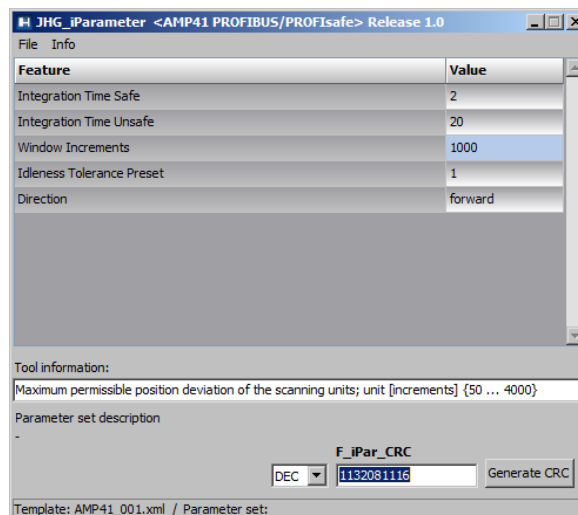 JHG_iParameter <AMP41 PROFIBUS/PROFIsafe> Release 1.0
File Info
Feature Value
Integration Time Safe 2
Integration Time Unsafe 20
Window Increments 1000
Idleness Tolerance Preset 1
Direction forward
Tool information:
Maximum permissible position deviation of the scanning units; unit [increments] {50 ... 4000}
Parameter set description
-
F_iPar_CRC
DEC 1132081116 Generate CRC
Template: AMP41_001.xml / Parameter set: